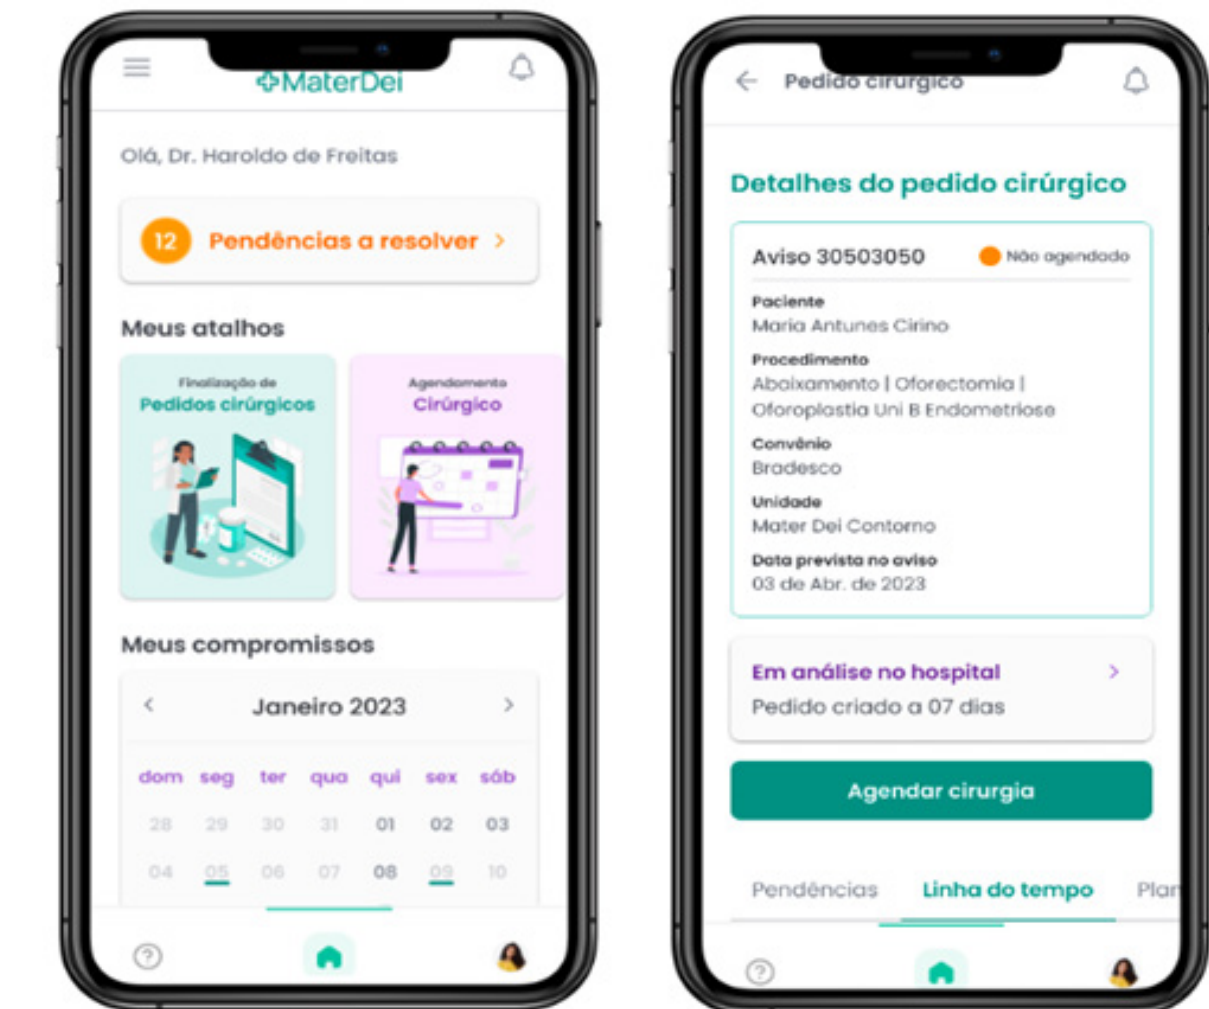 MaterDei
Olá, Dr. Haroldo de Freitas
12 Pendências a resolver >
Meus atalhos
Finalização de
Pedidos cirúrgicos
Agendamento
Cirúrgico
Meus compromissos
< Janeiro 2023 >
dom seg ter qua qui sex sáb
28 29 30 31 01 02 03
04 05 06 07 08 09 10
?
← Pedido cirúrgico
Detalhes do pedido cirúrgico
Aviso 30503050 Não agendado
Paciente
Maria Antunes Cirino
Procedimento
Abaixamento | Oforectomia |
Oforoplastia Uni B Endometriose
Convênio
Bradesco
Unidade
Mater Dei Contorno
Data prevista no aviso
03 de Abr. de 2023
Em análise no hospital >
Pedido criado a 07 dias
Agendar cirurgia
Pendências Linha do tempo Plan
?